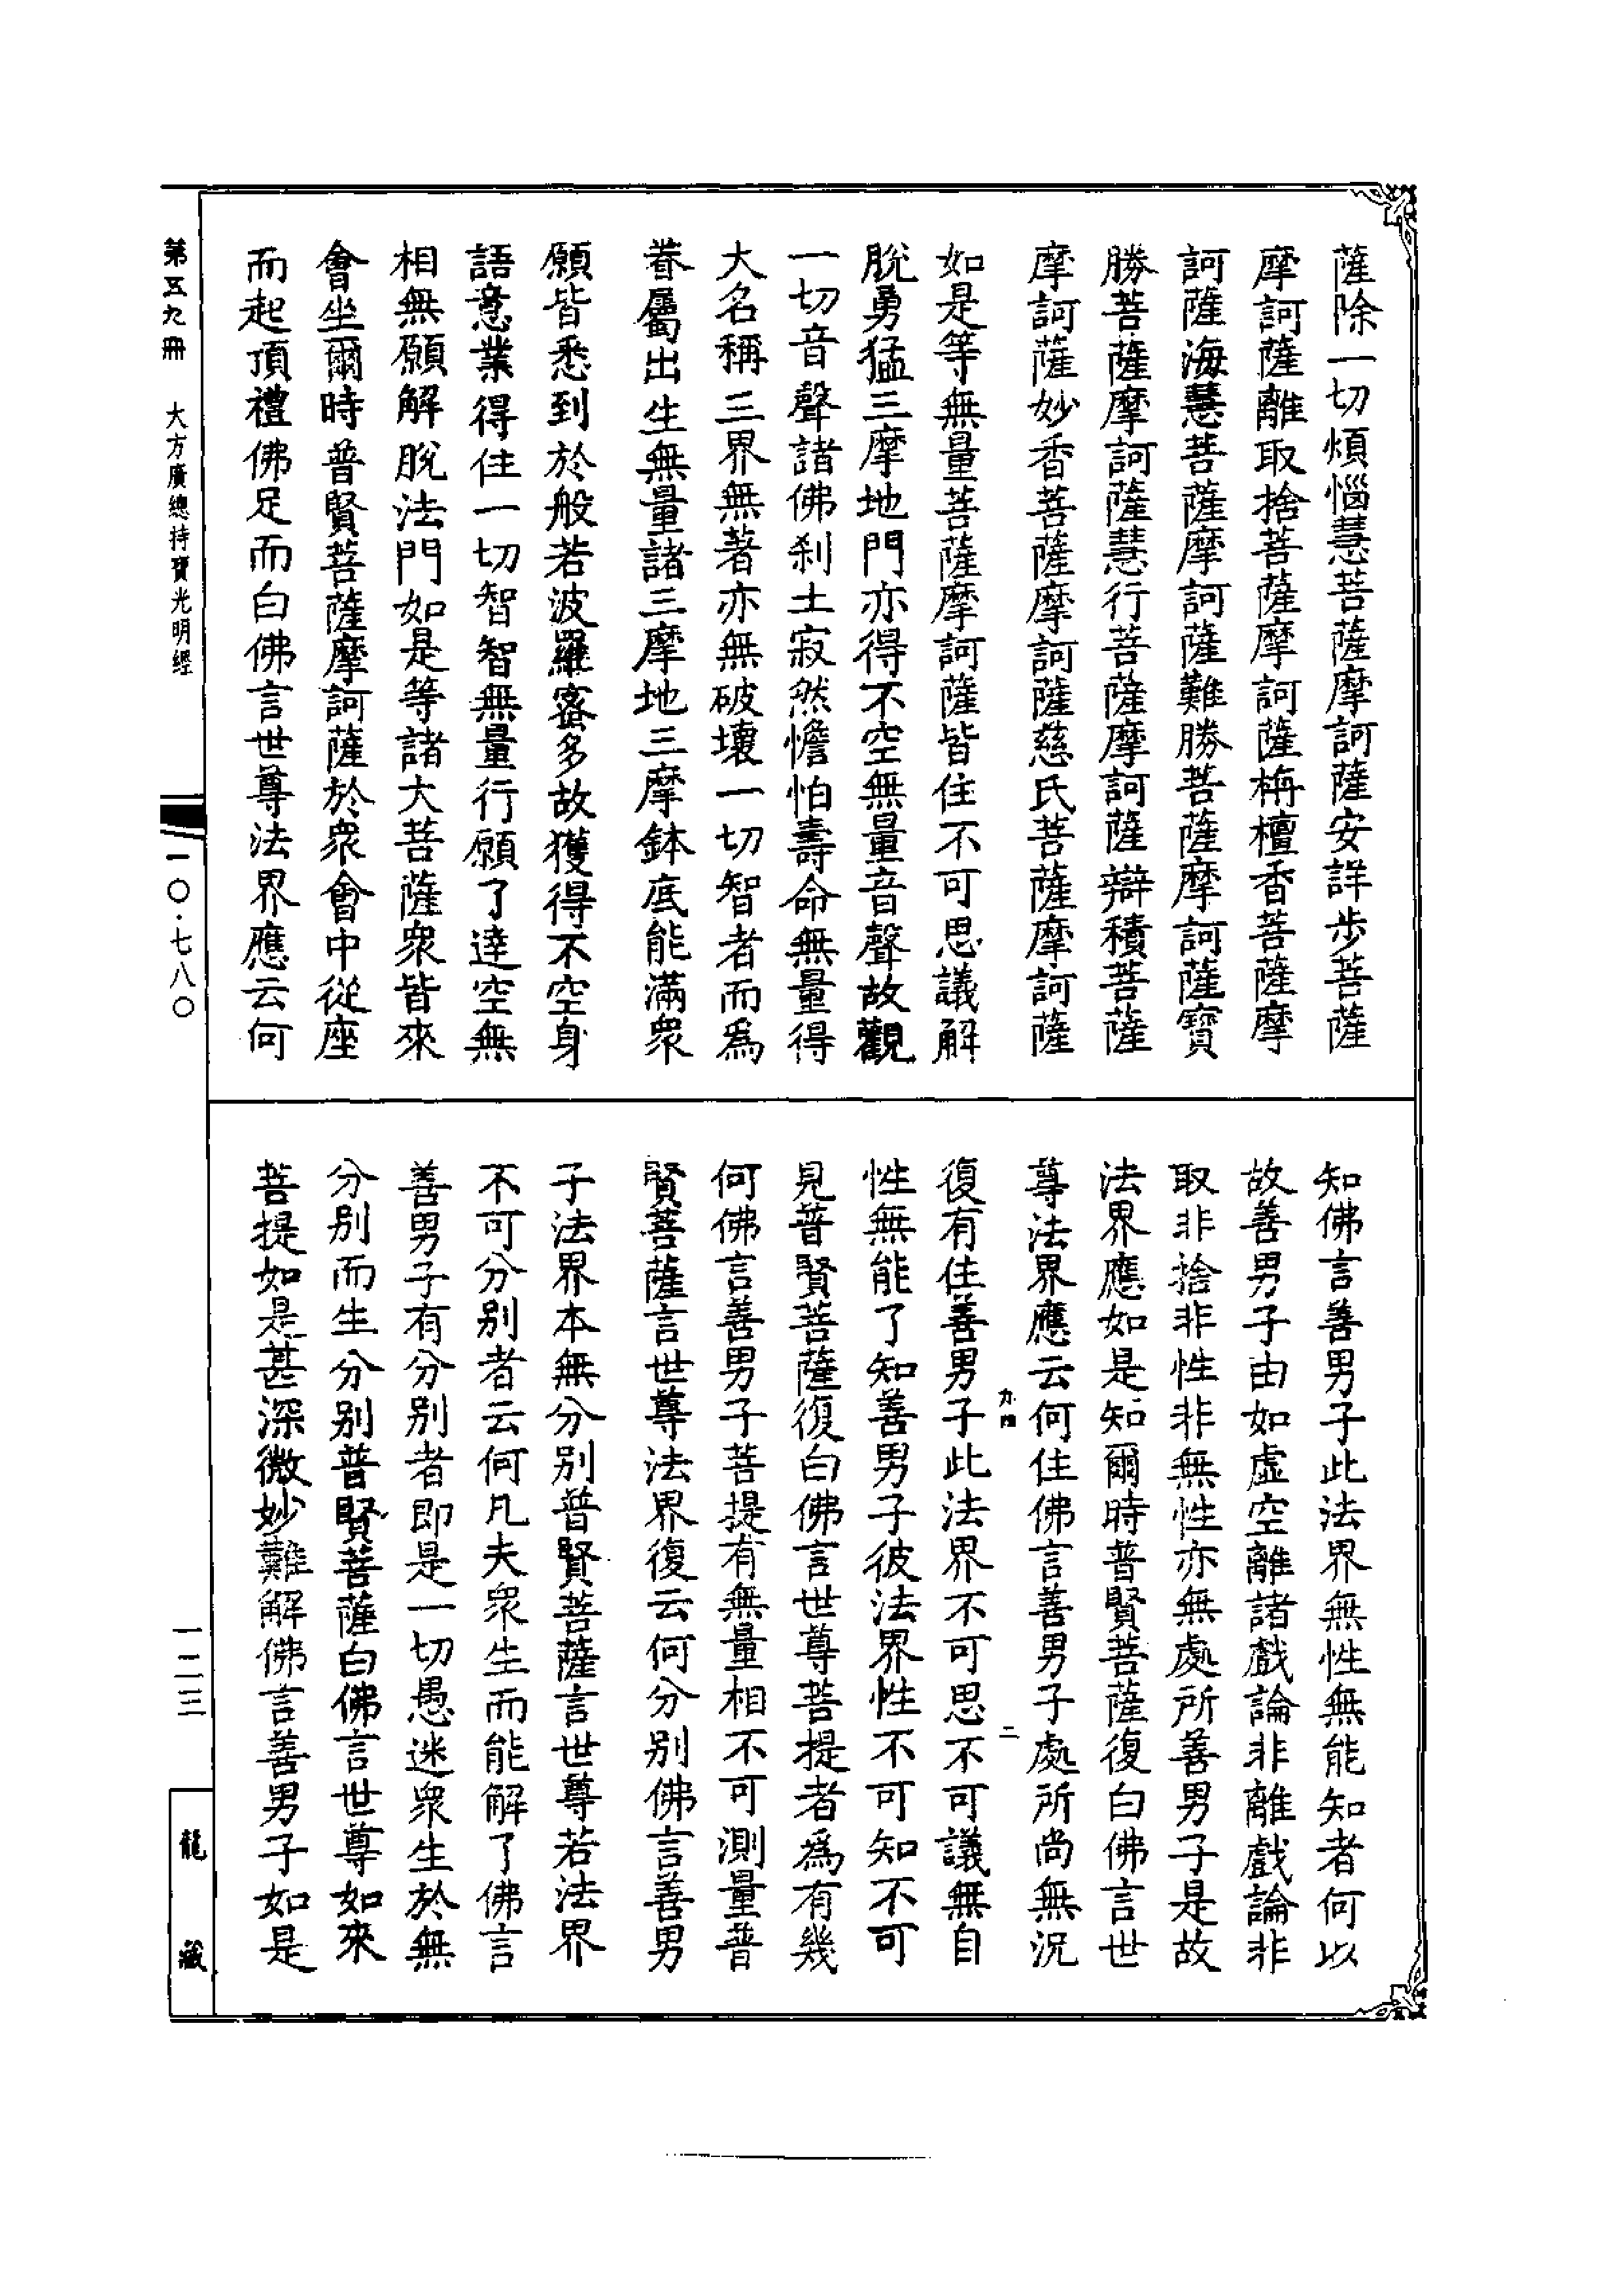 薩除一切煩惱慧菩薩摩訶薩安詳步菩薩
摩訶薩離取捨菩薩摩訶薩栴檀香菩薩摩
訶薩海慧菩薩摩訶薩難勝菩薩摩訶薩寶
勝菩薩摩訶薩慧行菩薩摩訶薩辯積菩薩
摩訶薩妙香菩薩摩訶薩慈氏菩薩摩訶薩
如是等無量菩薩摩訶薩皆住不可思議解
脫勇猛三摩地門亦得不空無量音聲故觀
一切音聲諸佛剎土寂然憺怕壽命無量得
大名稱三界無著亦無破壞一切智者而為
眷屬出生無量諸三摩地三摩鉢底能滿眾
願皆悉到於般若波羅蜜多故獲得不空身
語意業得住一切智智無量行願了達空無
相無願解脫法門如是等諸大菩薩眾皆來
會坐爾時普賢菩薩摩訶薩於眾會中從座
而起頂禮佛足而白佛言世尊法界應云何
知佛言善男子此法界無性無能知者何以
故善男子由如虛空離諸戲論非離戲論非
取非捨非性非無性亦無處所善男子是故
法界應如是知爾時普賢菩薩復白佛言世
尊法界應云何住佛言善男子處所尚無況
九四 二
復有住善男子此法界不可思不可議無自
性無能了知善男子彼法界性不可知不可
見普賢菩薩復白佛言世尊菩提者為有幾
何佛言善男子菩提有無量相不可測量普
賢菩薩言世尊法界復云何分別佛言善男
子法界本無分別普賢菩薩言世尊若法界
不可分別者云何凡夫眾生而能解了佛言
善男子有分別者即是一切愚迷眾生於無
分別而生分別普賢菩薩白佛言世尊如來
菩提如是甚深微妙難解佛言善男子如是
第五九冊 大方廣總持寶光明經
一〇·七八〇
一二三
龍藏